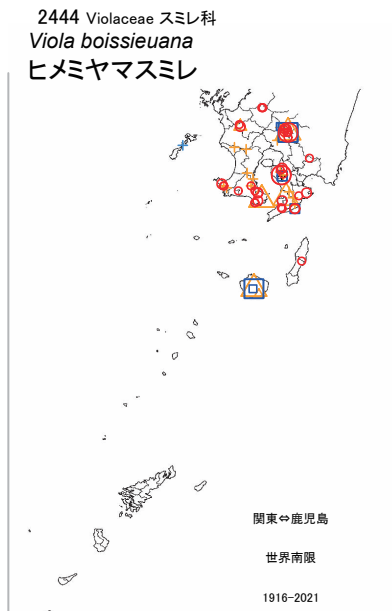 2444 Violaceae スミレ科
Viola boissieuana
ヒメミヤマスミレ
関東⇔鹿児島
世界南限
1916-2021